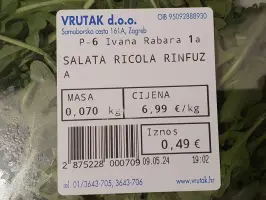 VRUTAK d.o.o.
Samoborska cesta 161A, Zagreb
OIB 95092888930
P-6 Ivana Rabara 1a
SALATA RICOLA RINFUZ
A
MASA
0,070 kg
CIJENA
6,99 €/kg
Iznos
0,49 €
2 875228 000709
09.05.24
19:02
tel. 01/3643-705, 3643-706
www.vrutak.hr